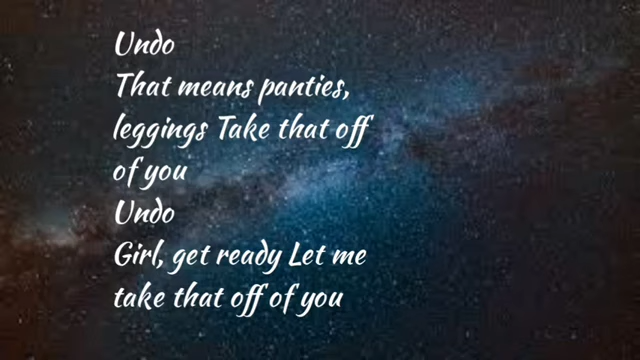 Undo
That means panties,
leggings Take that off
of you
Undo
Girl, get ready Let me
take that off of you